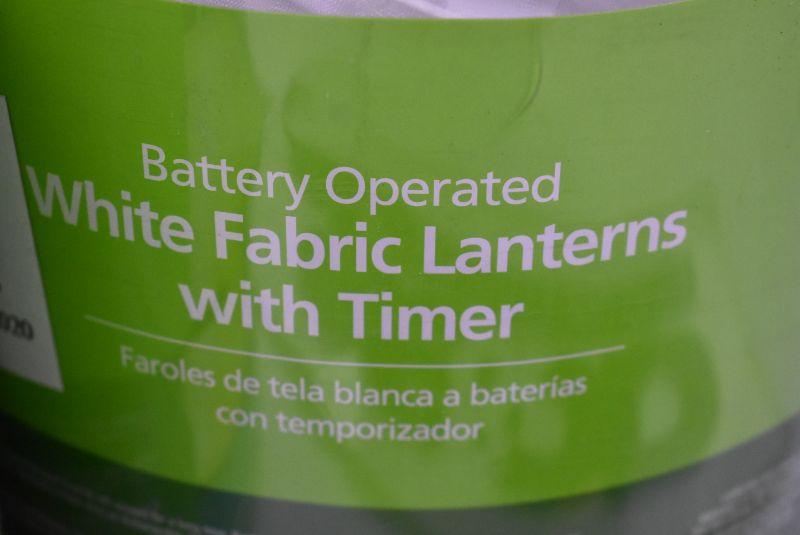 Battery Operated
White Fabric Lanterns
with Timer
Faroles de tela blanca a baterías
con temporizador